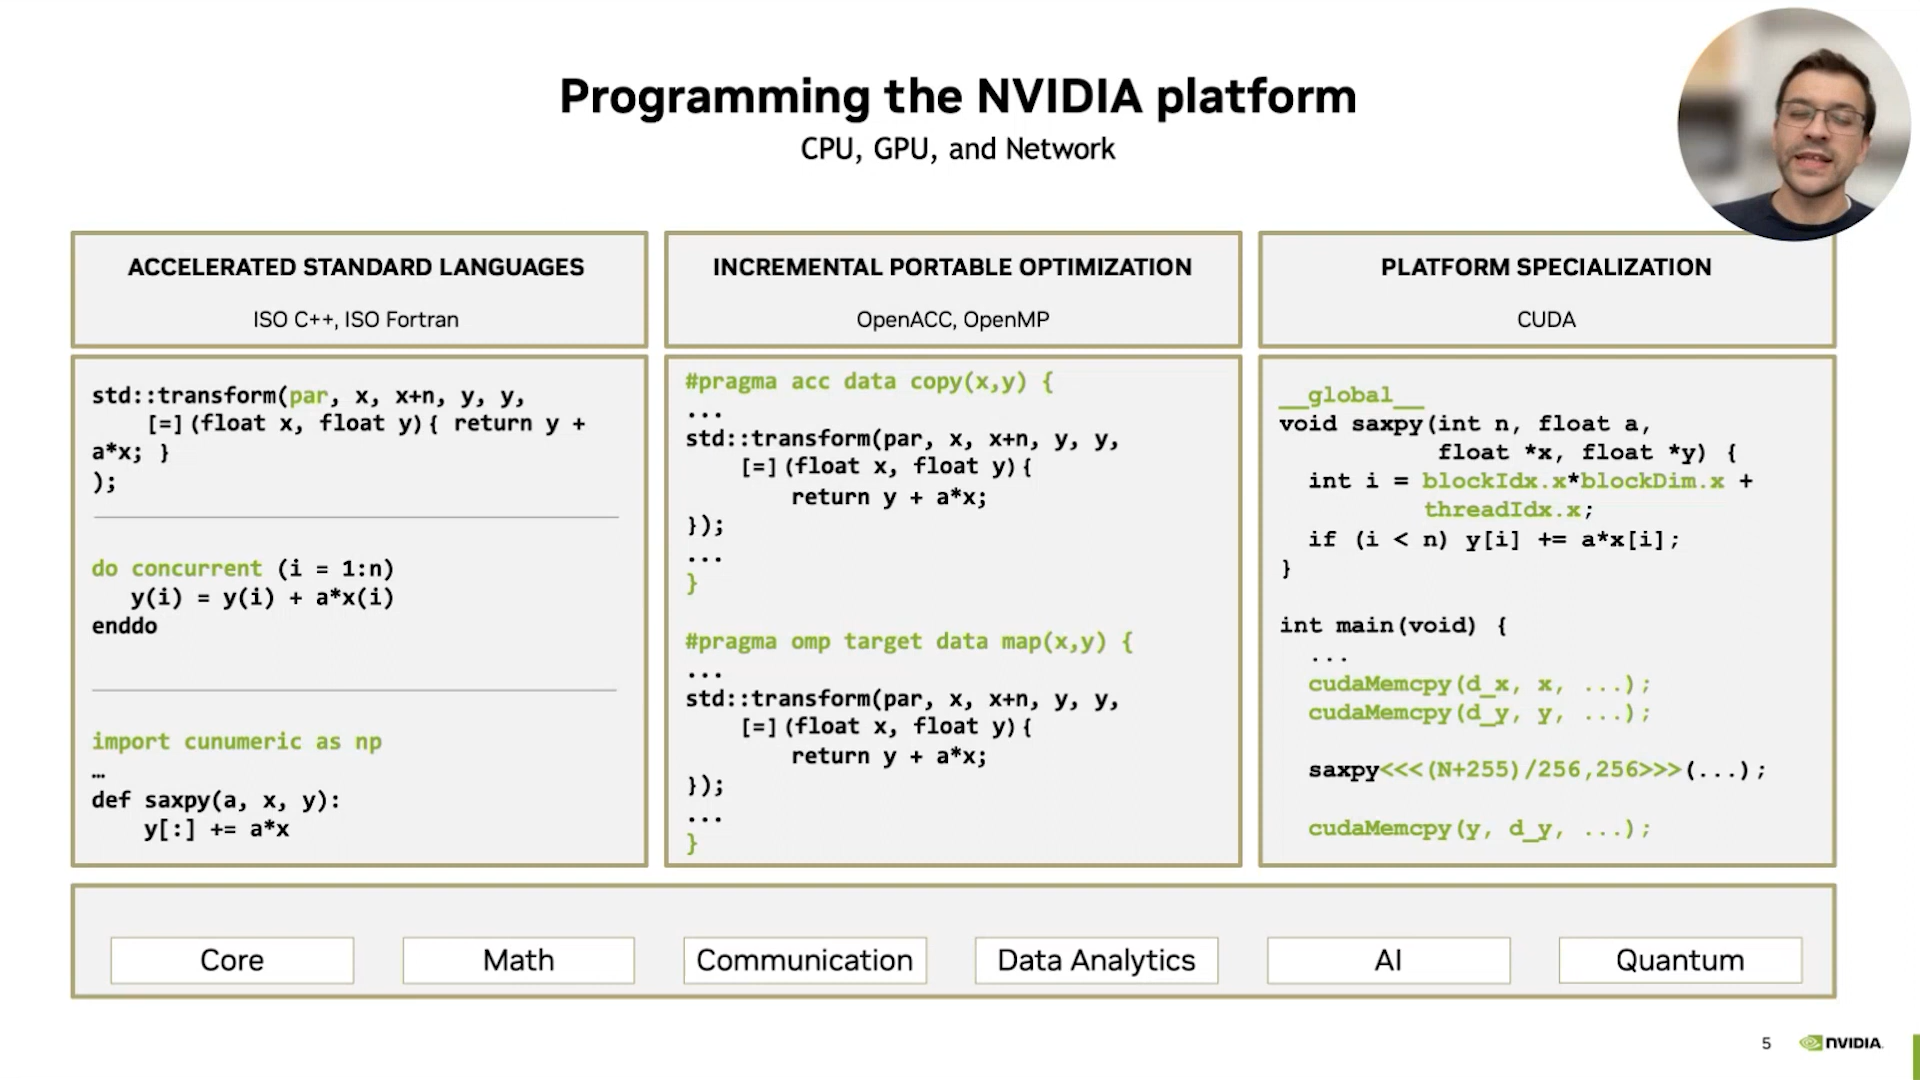 Programming the NVIDIA platform
CPU, GPU, and Network
ACCELERATED STANDARD LANGUAGES
ISO C++, ISO Fortran
std::transform(par, x, x+n, y, y,
[=](float x, float y){ return y +
a*x; }
);
do concurrent (i = 1:n)
y(i) = y(i) + a*x(i)
enddo
import cunumeric as np
…
def saxpy(a, x, y):
y[:] += a*x
INCREMENTAL PORTABLE OPTIMIZATION
OpenACC, OpenMP
#pragma acc data copy(x,y) {
...
std::transform(par, x, x+n, y, y,
[=](float x, float y){
return y + a*x;
});
...
}
#pragma omp target data map(x,y) {
...
std::transform(par, x, x+n, y, y,
[=](float x, float y){
return y + a*x;
});
...
}
PLATFORM SPECIALIZATION
CUDA
__global__
void saxpy(int n, float a,
float *x, float *y) {
int i = blockIdx.x*blockDim.x +
threadIdx.x;
if (i < n) y[i] += a*x[i];
}
int main(void) {
...
cudaMemcpy(d_x, x, ...);
cudaMemcpy(d_y, y, ...);
saxpy<<<(N+255)/256,256>>>(...);
cudaMemcpy(y, d_y, ...);
Core
Math
Communication
Data Analytics
AI
Quantum
5
NVIDIA